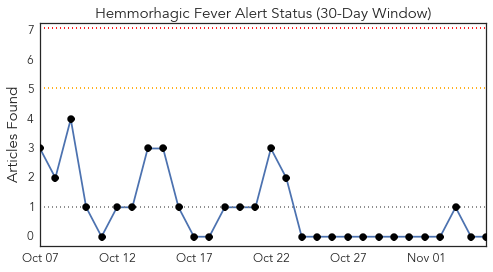 Hemmorhagic Fever Alert Status (30-Day Window)
Articles Found
7
6
5
4
3
2
1
0
Oct 07
Oct 12
Oct 17
Oct 22
Oct 27
Nov 01